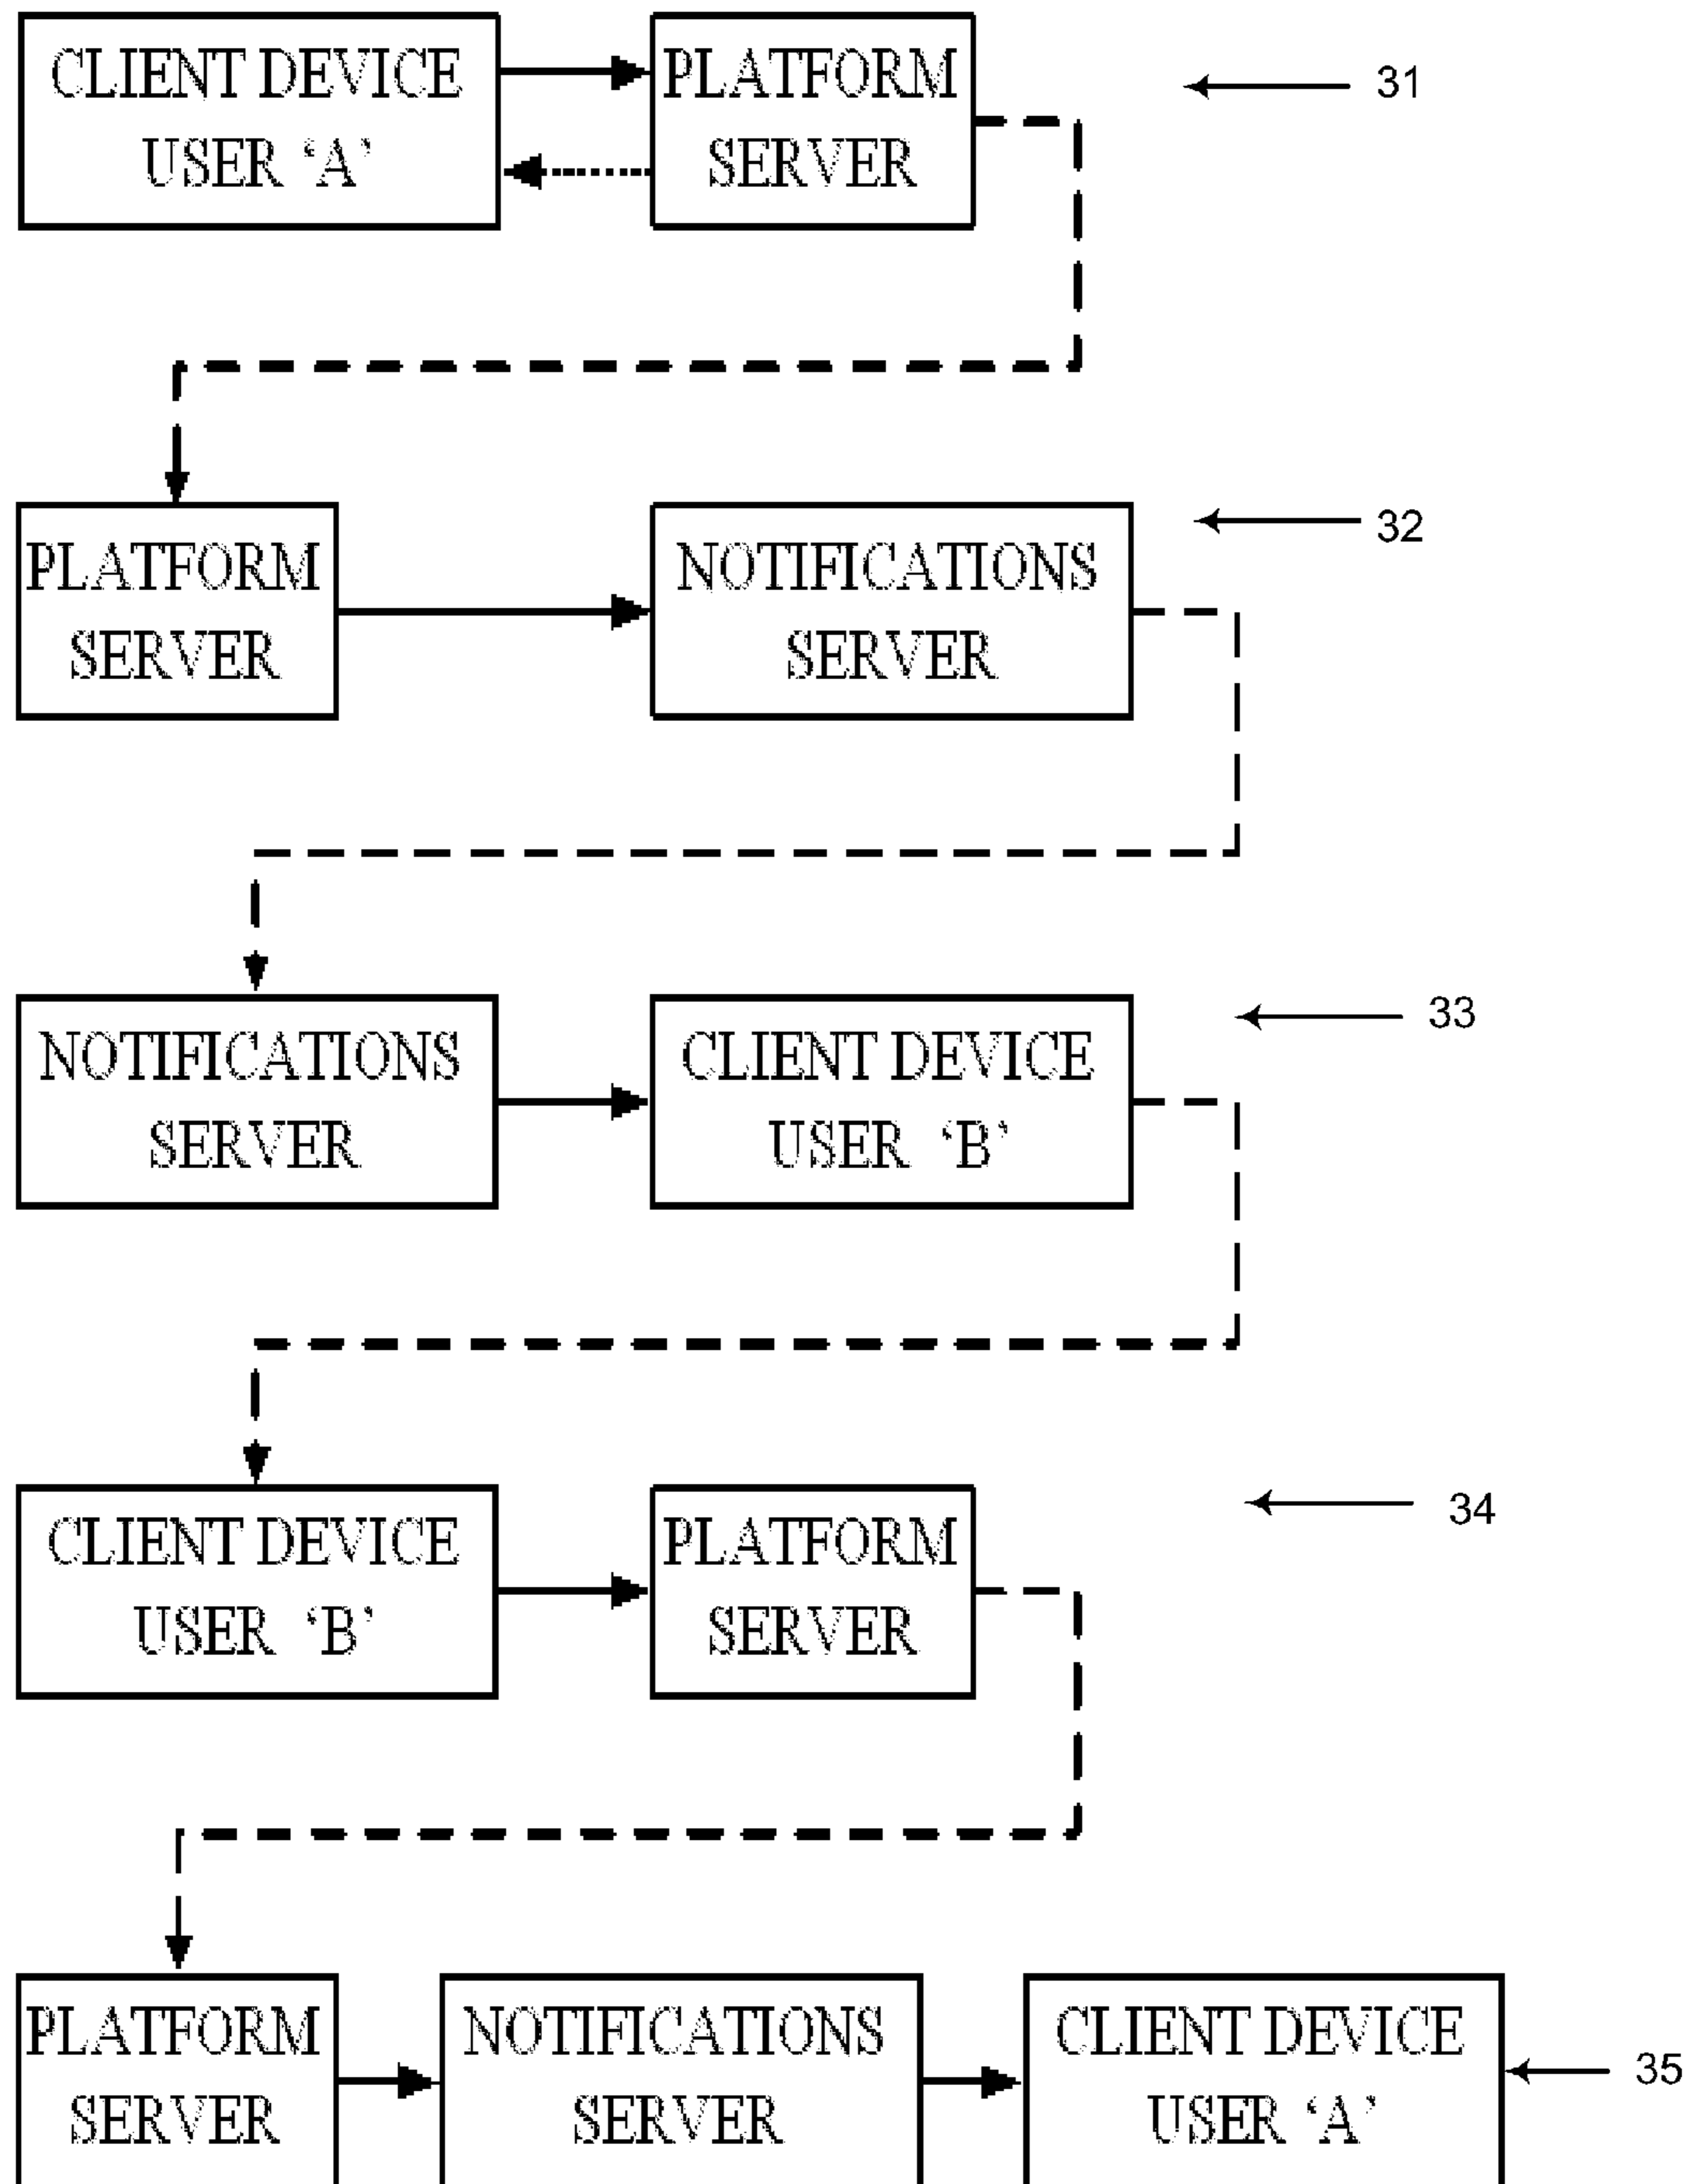 CLIENT DEVICE
USER ‘A’
PLATFORM
SERVER
31
PLATFORM
SERVER
NOTIFICATIONS
SERVER
32
NOTIFICATIONS
SERVER
CLIENT DEVICE
USER ‘B’
33
CLIENT DEVICE
USER ‘B’
PLATFORM
SERVER
34
PLATFORM
SERVER
NOTIFICATIONS
SERVER
CLIENT DEVICE
USER ‘A’
35